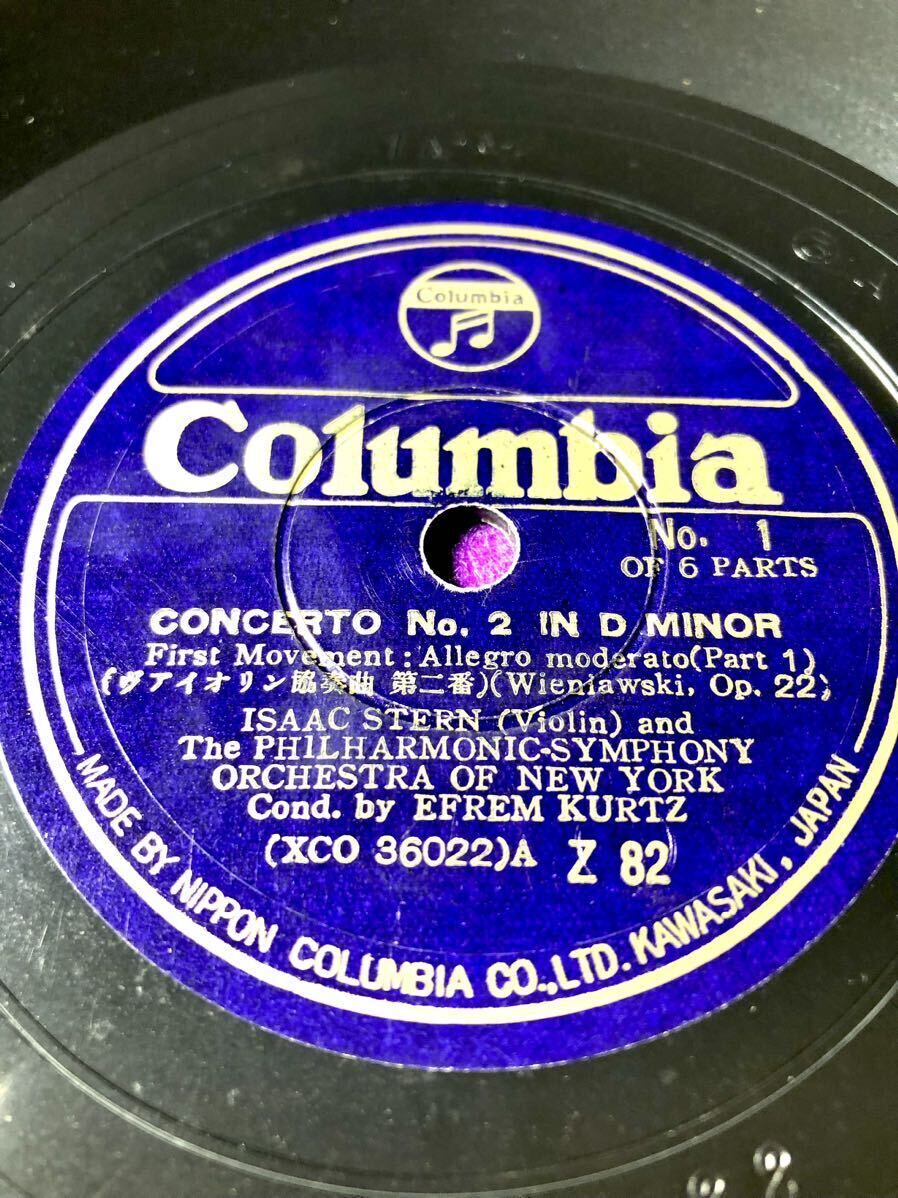 Columbia
Columbia
No. 1
OF 6 PARTS
CONCERTO No. 2 IN D MINOR
First Movement: Allegro moderato(Part 1)
(ヴアイオリン協奏曲 第二番)(Wieniawski, Op. 22)
ISAAC STERN (Violin) and
The PHILHARMONIC-SYMPHONY
ORCHESTRA OF NEW YORK
Cond. by EFREM KURTZ
(XCO 36022)A Z 82
MADE BY NIPPON COLUMBIA CO., LTD. KAWASAKI, JAPAN